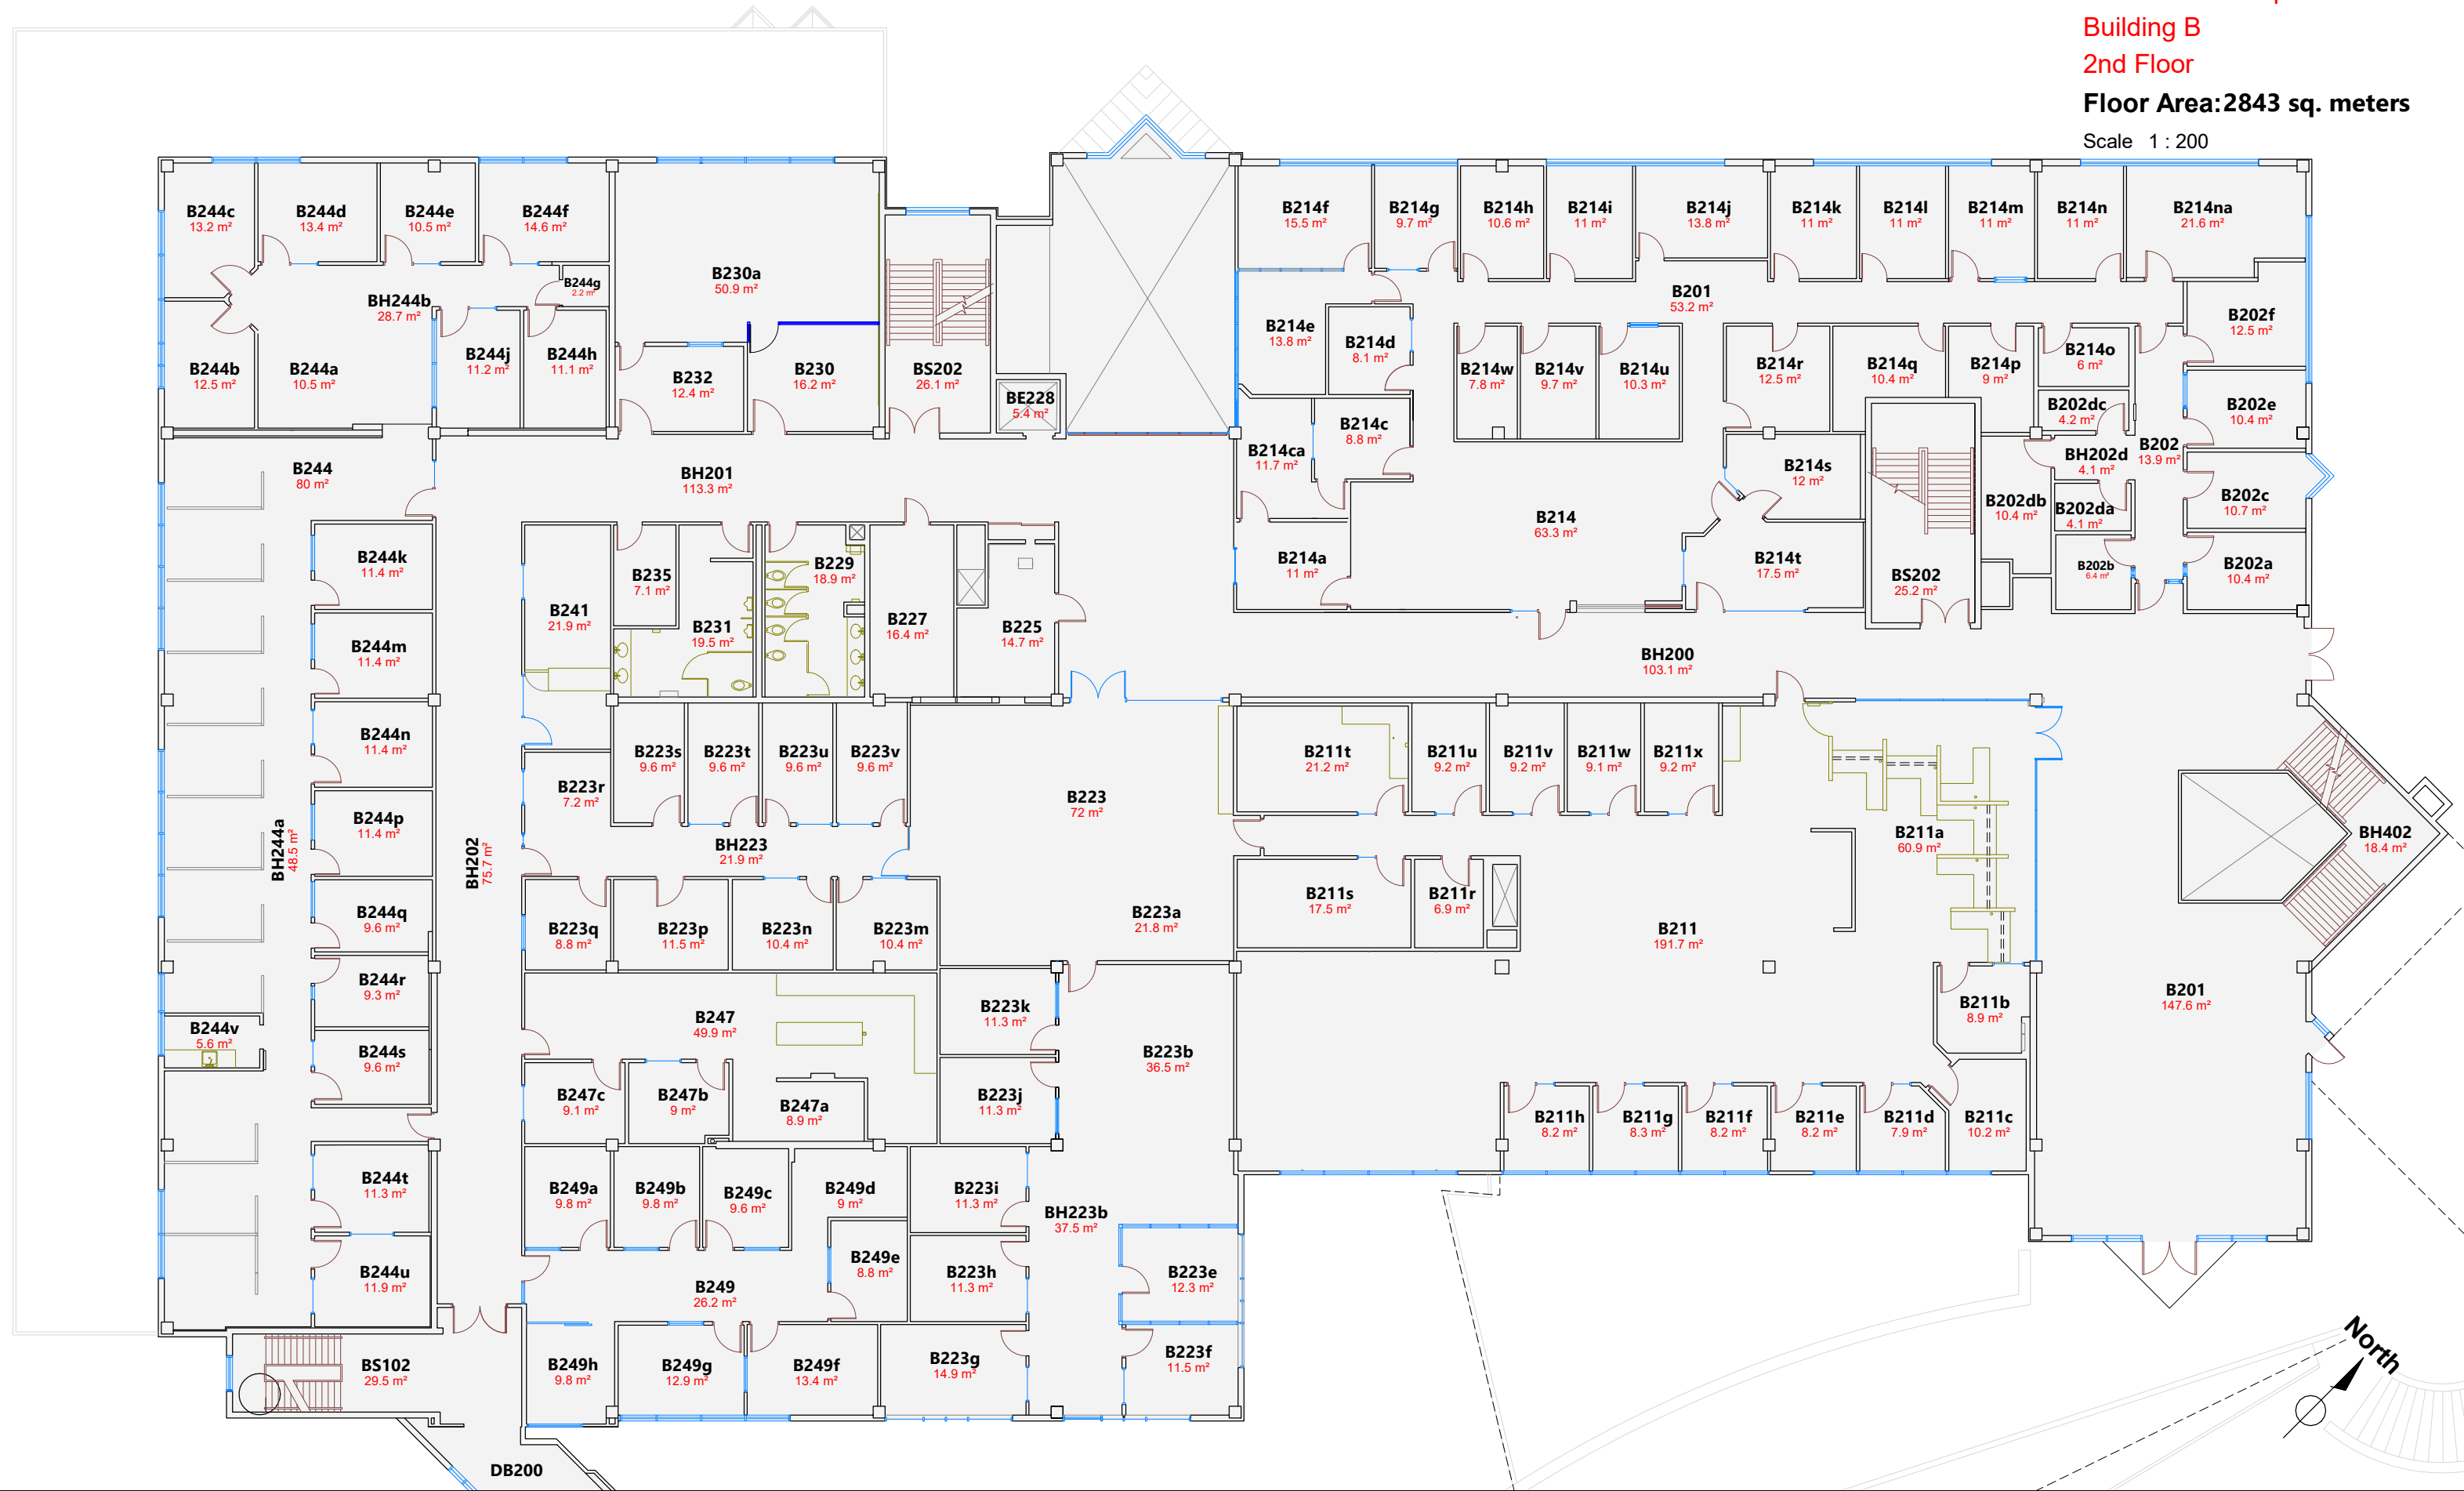 Building B
2nd Floor
Floor Area:2843 sq. meters
Scale 1 : 200
B244c
13.2 m²
B244d
13.4 m²
B244e
10.5 m²
B244f
14.6 m²
B244g
2.2 m²
BH244b
28.7 m²
B244b
12.5 m²
B244a
10.5 m²
B244j
11.2 m²
B244h
11.1 m²
B230a
50.9 m²
B232
12.4 m²
B230
16.2 m²
BS202
26.1 m²
BE228
5.4 m²
B214f
15.5 m²
B214g
9.7 m²
B214h
10.6 m²
B214i
11 m²
B214j
13.8 m²
B214k
11 m²
B214l
11 m²
B214m
11 m²
B214n
11 m²
B214na
21.6 m²
B201
53.2 m²
B214e
13.8 m²
B214d
8.1 m²
B214w
7.8 m²
B214v
9.7 m²
B214u
10.3 m²
B214r
12.5 m²
B214q
10.4 m²
B214p
9 m²
B214o
6 m²
B202f
12.5 m²
B202dc
4.2 m²
B202e
10.4 m²
B214ca
11.7 m²
B214c
8.8 m²
B214s
12 m²
BH202d
4.1 m²
B202
13.9 m²
B202db
10.4 m²
B202da
4.1 m²
B202c
10.7 m²
B214a
11 m²
B214
63.3 m²
B214t
17.5 m²
BS202
25.2 m²
B202b
6.4 m²
B202a
10.4 m²
B244
80 m²
BH201
113.3 m²
B244k
11.4 m²
B241
21.9 m²
B235
7.1 m²
B231
19.5 m²
B229
18.9 m²
B227
16.4 m²
B225
14.7 m²
BH200
103.1 m²
B244m
11.4 m²
B244n
11.4 m²
B244p
11.4 m²
B244q
9.6 m²
B244r
9.3 m²
B244s
9.6 m²
B244v
5.6 m²
BH244a
48.5 m²
BH202
75.7 m²
B223r
7.2 m²
B223s
9.6 m²
B223t
9.6 m²
B223u
9.6 m²
B223v
9.6 m²
BH223
21.9 m²
B223
72 m²
B223a
21.8 m²
B223q
8.8 m²
B223p
11.5 m²
B223n
10.4 m²
B223m
10.4 m²
B211t
21.2 m²
B211u
9.2 m²
B211v
9.2 m²
B211w
9.1 m²
B211x
9.2 m²
B211a
60.9 m²
BH402
18.4 m²
B211s
17.5 m²
B211r
6.9 m²
B211
191.7 m²
B211b
8.9 m²
B201
147.6 m²
B247
49.9 m²
B223k
11.3 m²
B223b
36.5 m²
B247c
9.1 m²
B247b
9 m²
B247a
8.9 m²
B223j
11.3 m²
B211h
8.2 m²
B211g
8.3 m²
B211f
8.2 m²
B211e
8.2 m²
B211d
7.9 m²
B211c
10.2 m²
B244t
11.3 m²
B249a
9.8 m²
B249b
9.8 m²
B249c
9.6 m²
B249d
9 m²
B223i
11.3 m²
BH223b
37.5 m²
B244u
11.9 m²
B249
26.2 m²
B249e
8.8 m²
B223h
11.3 m²
B223e
12.3 m²
BS102
29.5 m²
B249h
9.8 m²
B249g
12.9 m²
B249f
13.4 m²
B223g
14.9 m²
B223f
11.5 m²
DB200
North